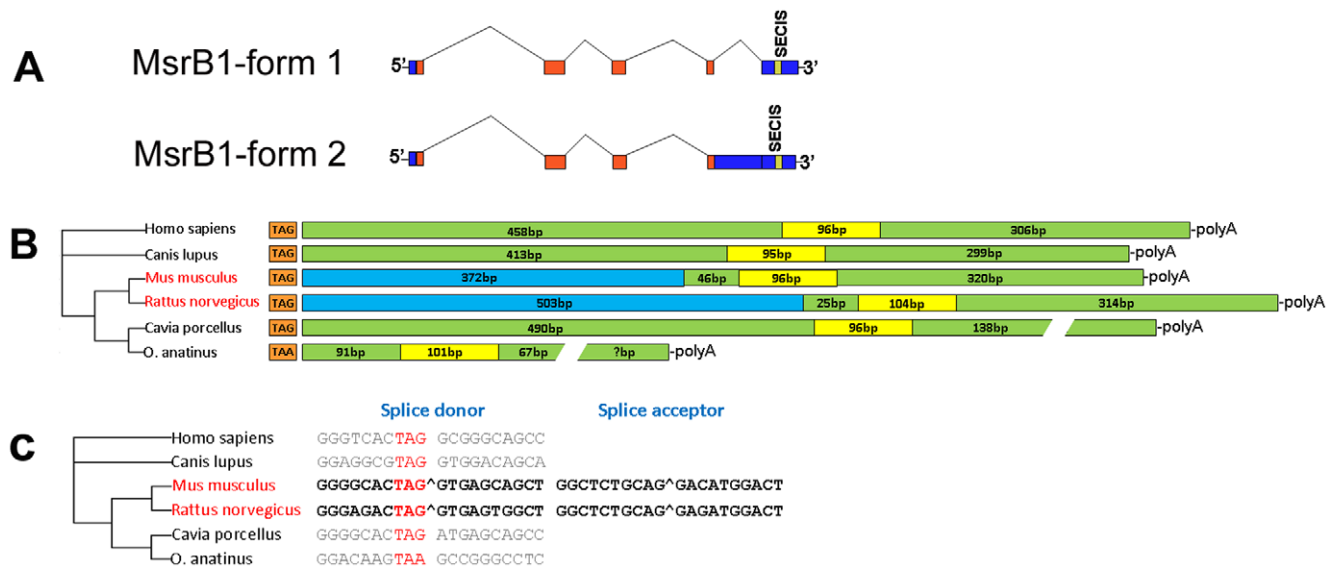 A
MsrB1-form 1
5' SECIS 3'
MsrB1-form 2
5' SECIS 3'
B
Homo sapiens TAG 458bp 96bp 306bp -polyA
Canis lupus TAG 413bp 95bp 299bp -polyA
Mus musculus TAG 372bp 46bp 96bp 320bp -polyA
Rattus norvegicus TAG 503bp 25bp 104bp 314bp -polyA
Cavia porcellus TAG 490bp 96bp 138bp -polyA
O. anatinus TAA 91bp 101bp 67bp ?bp -polyA
C
Splice donor Splice acceptor
Homo sapiens GGGTCACTAG GCGGGCAGCC
Canis lupus GGAGGCGTAG GTGGACAGCA
Mus musculus GGGGCACTAG^GTGAGCAGCT GGCTCTGCAG^GACATGGACT
Rattus norvegicus GGGAGACTAG^GTGAGTGGCT GGCTCTGCAG^GAGATGGACT
Cavia porcellus GGGGCACTAG ATGAGCAGCC
O. anatinus GGACAAGTAA GCCGGGCCTC